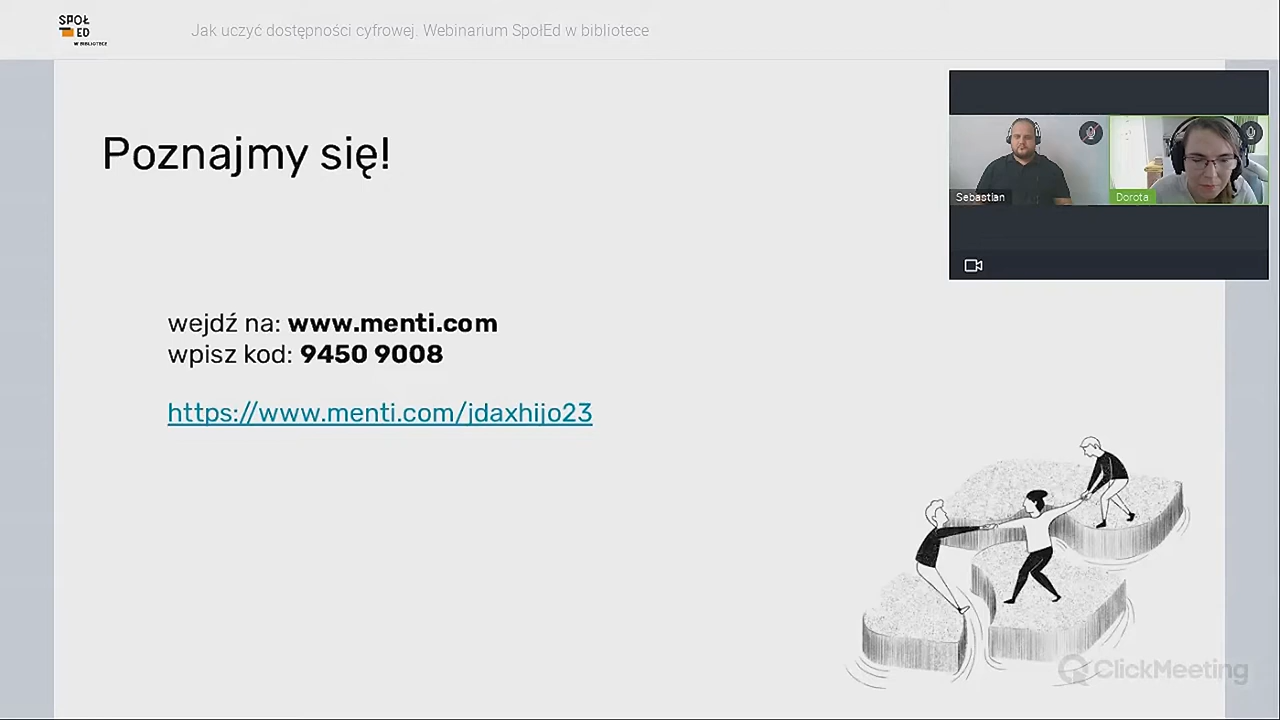 SPOŁ
ED
W BIBLIOTECE
Jak uczyć dostępności cyfrowej. Webinarium SpołEd w bibliotece
Poznajmy się!
Sebastian
Dorota
wejdź na: www.menti.com
wpisz kod: 9450 9008
https://www.menti.com/jdaxhijo23
ClickMeeting